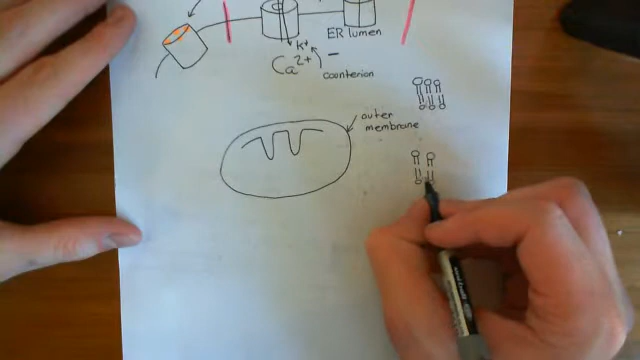 ER lumen
K+
Ca2+ -
counterion
outer
membrane